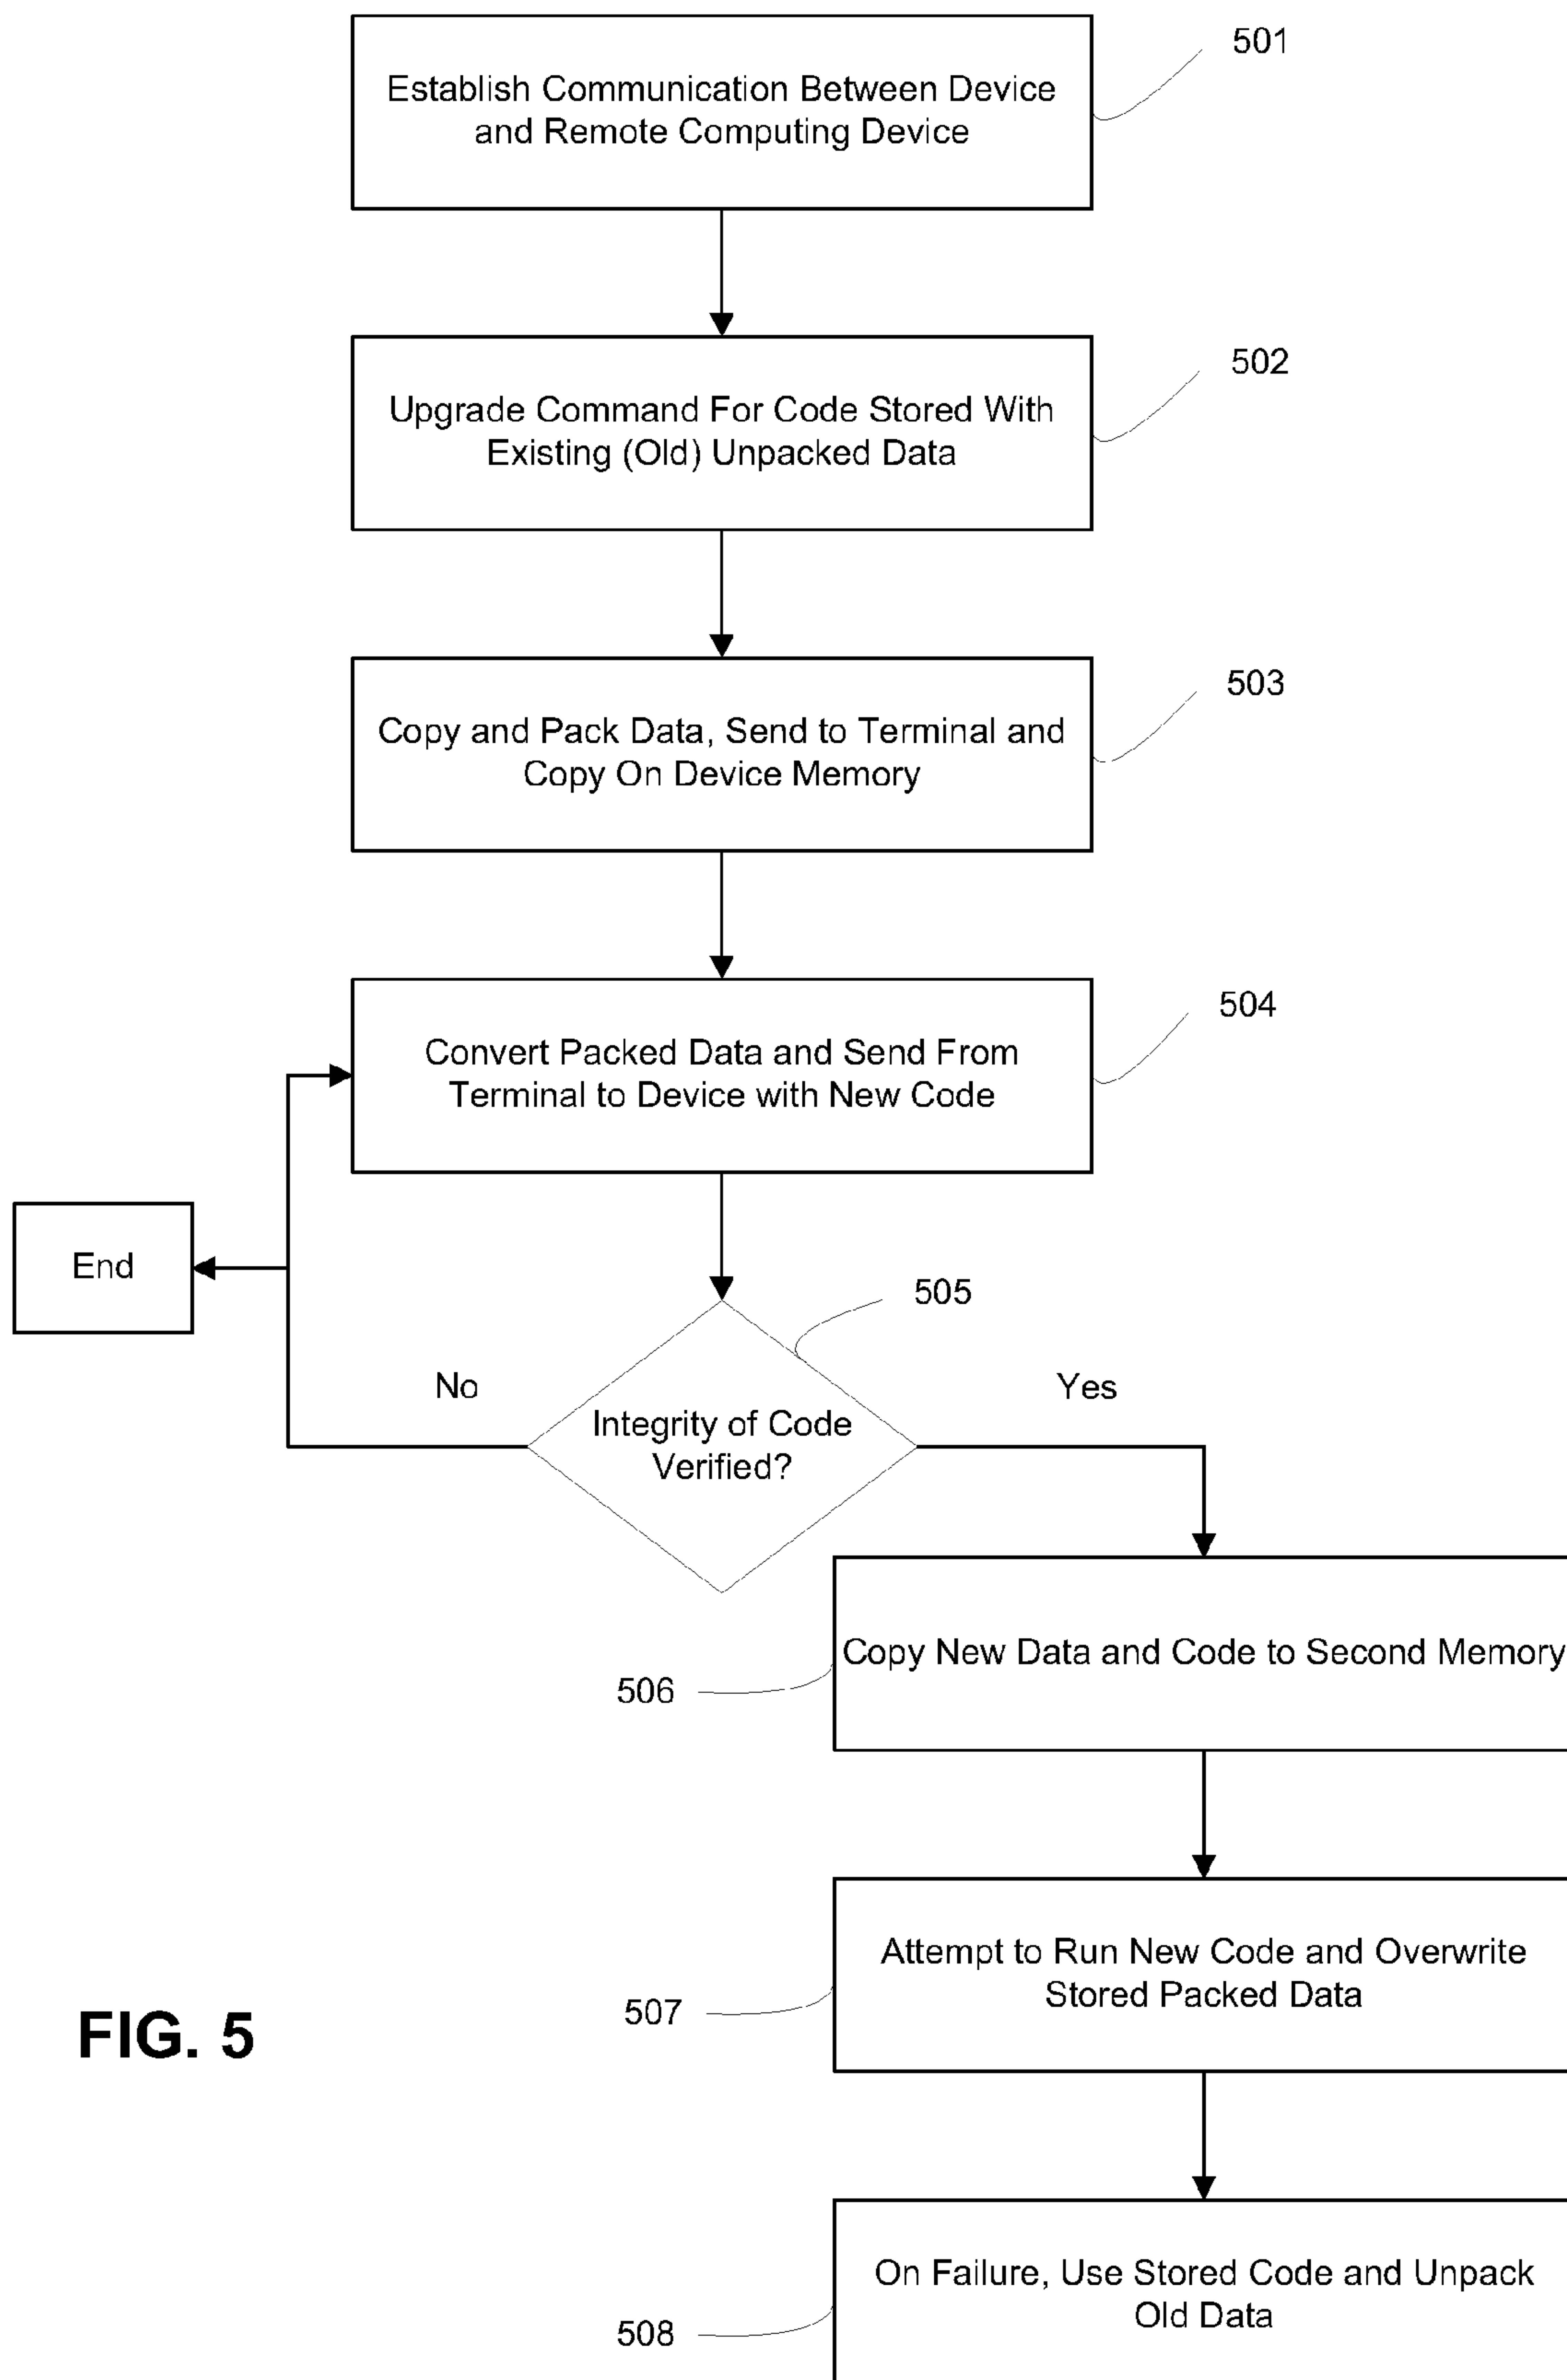 501
Establish Communication Between Device
and Remote Computing Device
502
Upgrade Command For Code Stored With
Existing (Old) Unpacked Data
503
Copy and Pack Data, Send to Terminal and
Copy On Device Memory
504
Convert Packed Data and Send From
Terminal to Device with New Code
End
505
No
Yes
Integrity of Code
Verified?
Copy New Data and Code to Second Memory
506
Attempt to Run New Code and Overwrite
Stored Packed Data
507
FIG. 5
On Failure, Use Stored Code and Unpack
Old Data
508